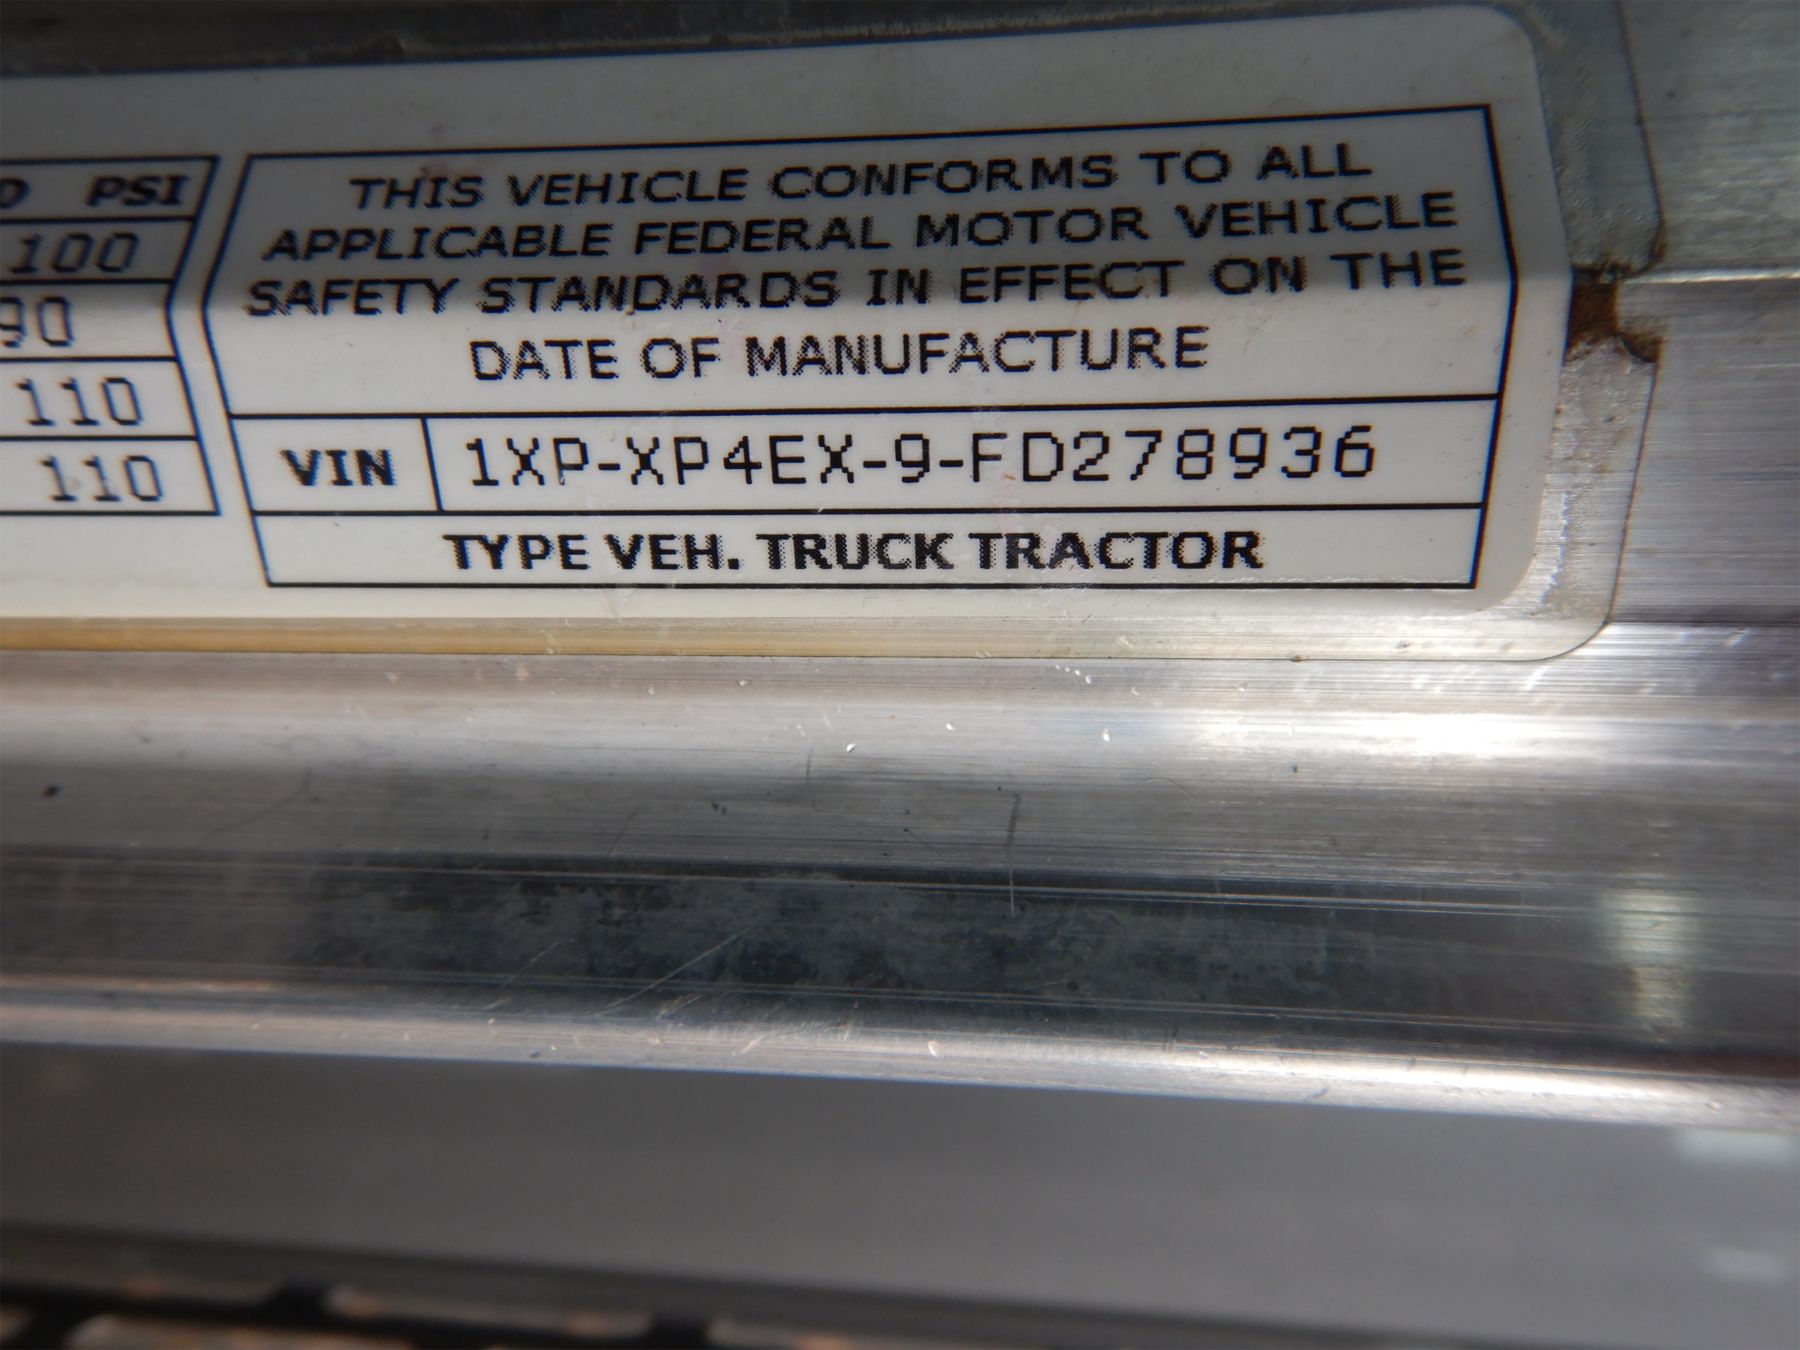 PSI
100
90
110
110
THIS VEHICLE CONFORMS TO ALL
APPLICABLE FEDERAL MOTOR VEHICLE
SAFETY STANDARDS IN EFFECT ON THE
DATE OF MANUFACTURE
VIN 1XP-XP4EX-9-FD278936
TYPE VEH. TRUCK TRACTOR